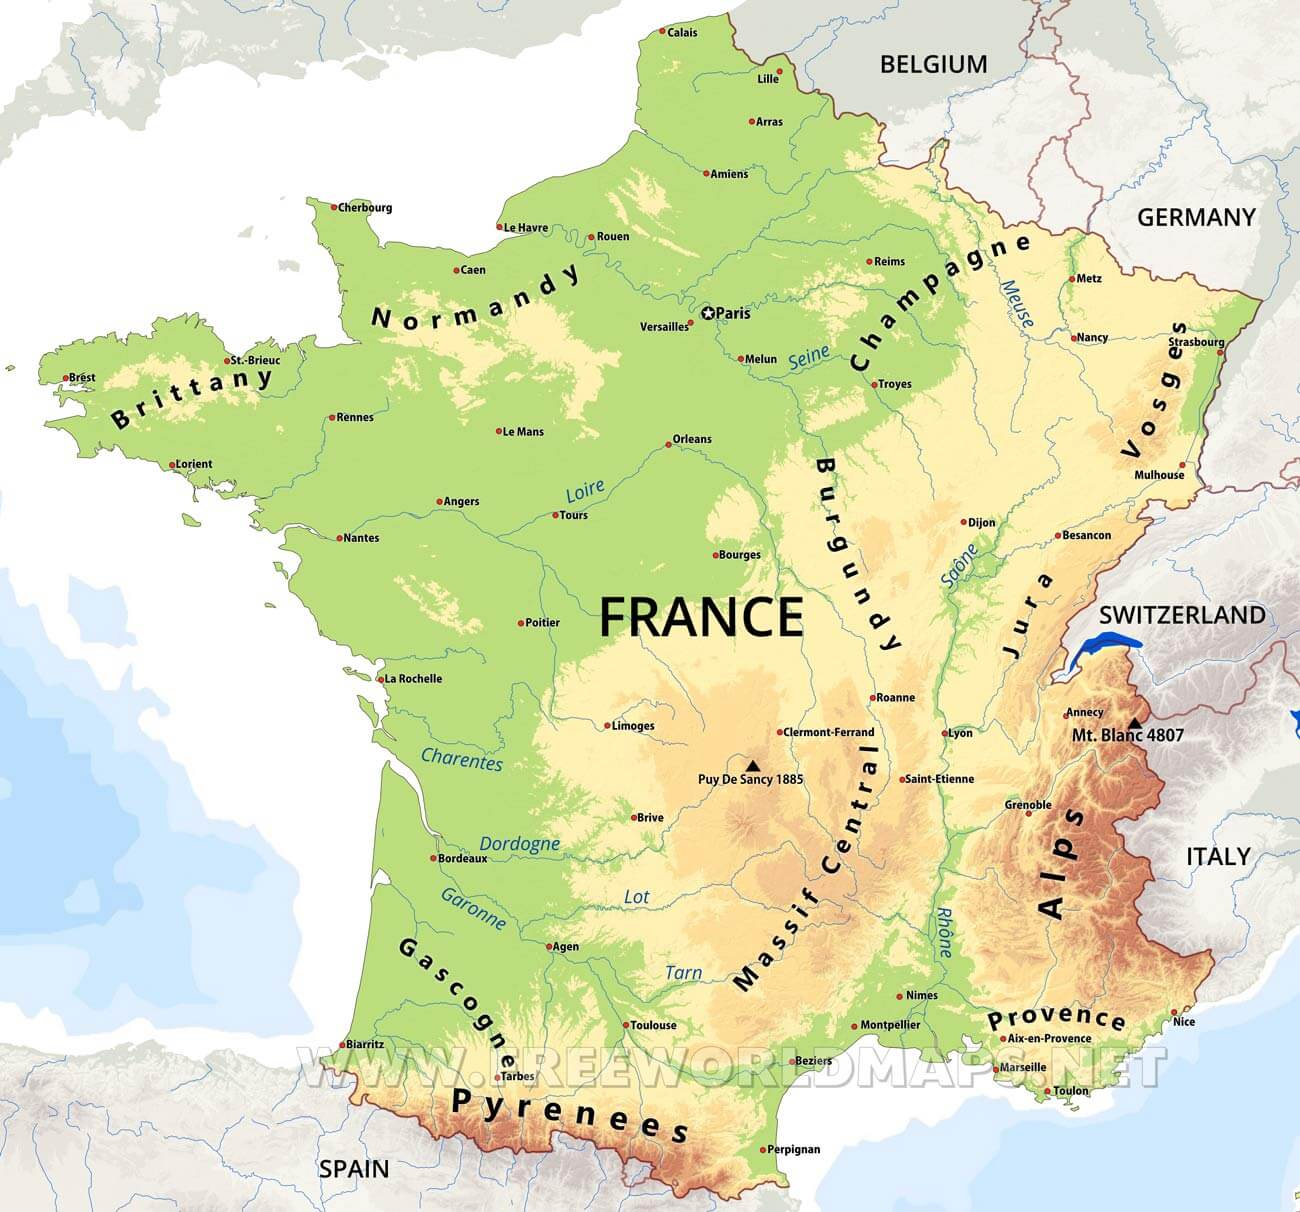 Calais
BELGIUM
Lille
Arras
Amiens
Cherbourg
GERMANY
Le Havre
Rouen
Champagne
Reims
Caen
Normandy
Metz
Meuse
Paris
Versailles
Nancy
Strasbourg
Seine
Melun
St.-Brieuc
Brest
Brittany
Troyes
Vosges
Rennes
Le Mans
Orleans
Lorient
Mulhouse
Burgundy
Loire
Angers
Tours
Dijon
Nantes
Besancon
Bourges
Saône
FRANCE
Jura
SWITZERLAND
Poitier
La Rochelle
Roanne
Annecy
Limoges
Clermont-Ferrand
Lyon
Mt. Blanc 4807
Charentes
Puy De Sancy 1885
Saint-Etienne
Grenoble
Brive
Alps
Dordogne
Bordeaux
ITALY
Massif Central
Lot
Garonne
Rhône
Agen
Gascogne
Tarn
Nimes
Provence
Nice
Toulouse
Montpellier
Aix-en-Provence
Biarritz
WWW.FREEWORLDMAPS.NET
Beziers
Marseille
Tarbes
Toulon
Pyrenees
Perpignan
SPAIN